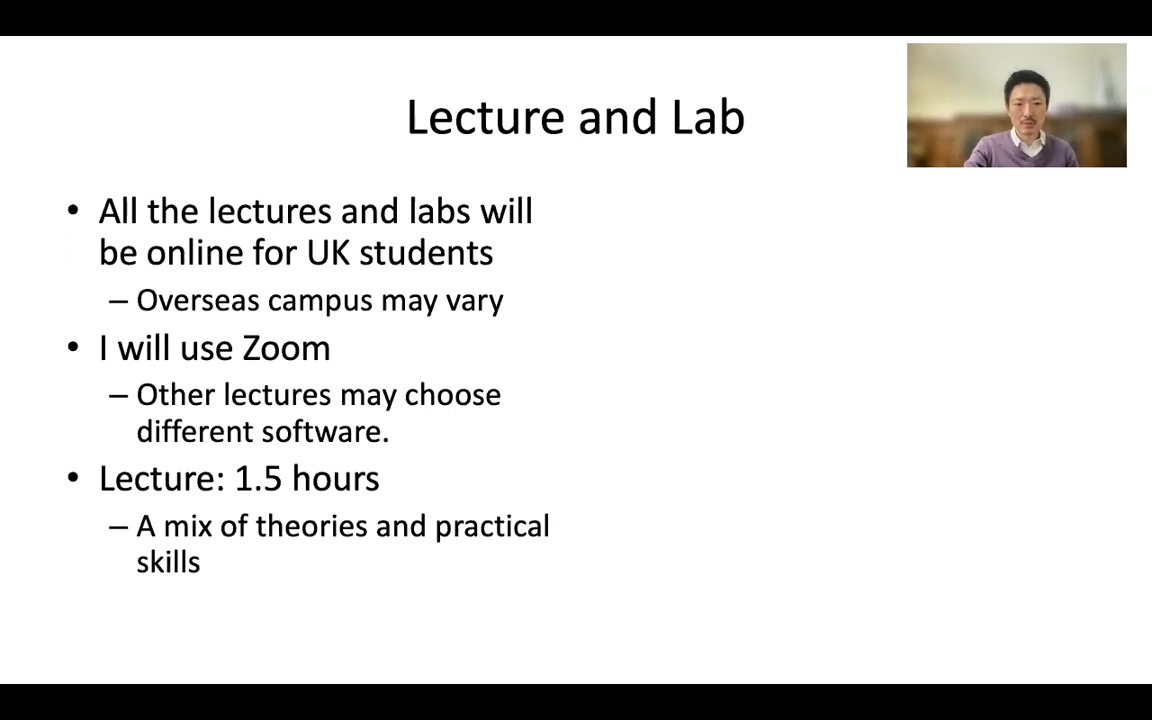 Lecture and Lab
• All the lectures and labs will
be online for UK students
– Overseas campus may vary
• I will use Zoom
– Other lectures may choose
different software.
• Lecture: 1.5 hours
– A mix of theories and practical
skills